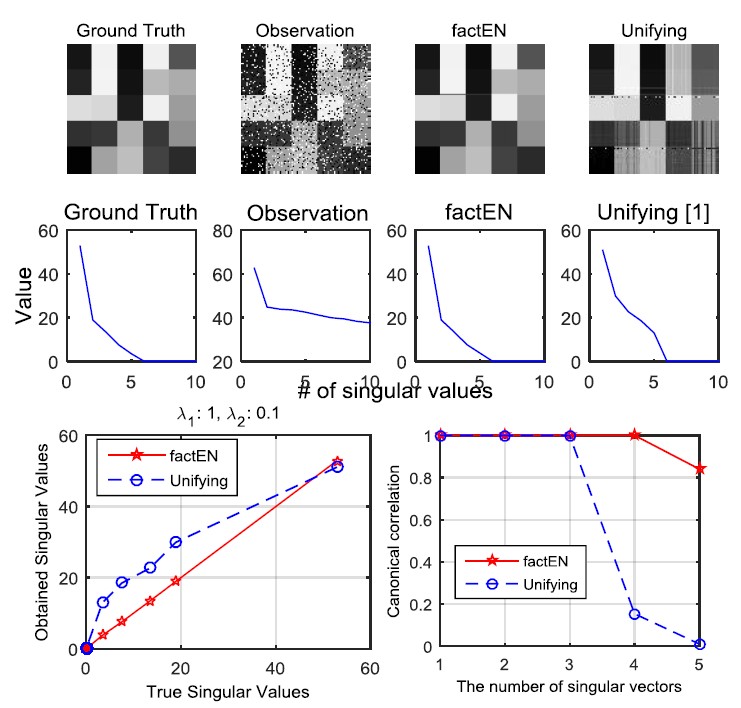 Ground Truth Observation factEN Unifying
Ground Truth Observation factEN Unifying [1]
Value
60
40
20
0
0 5 10
80
60
40
20
0 5 10
60
40
20
0
0 5 10
60
40
20
0
0 5 10
# of singular values
λ1: 1, λ2: 0.1
Obtained Singular Values
60
40
20
0
factEN
Unifying
0 20 40 60
True Singular Values
Canonical correlation
1
0.8
0.6
0.4
0.2
0
factEN
Unifying
1 2 3 4 5
The number of singular vectors